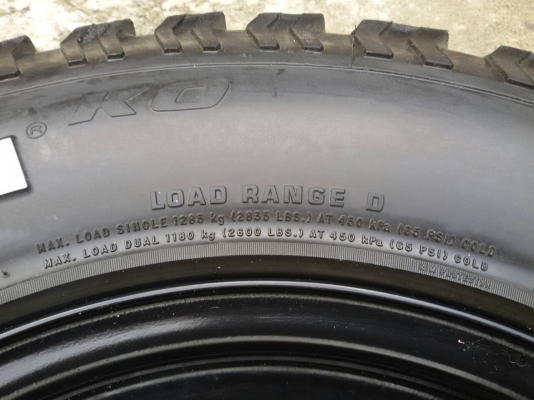 ® KO
LOAD RANGE D
MAX. LOAD SINGLE 1285 kg (2835 LBS.) AT 450 kPa (65 PSI) COLD
MAX. LOAD DUAL 1180 kg (2600 LBS.) AT 450 kPa (65 PSI) COLD